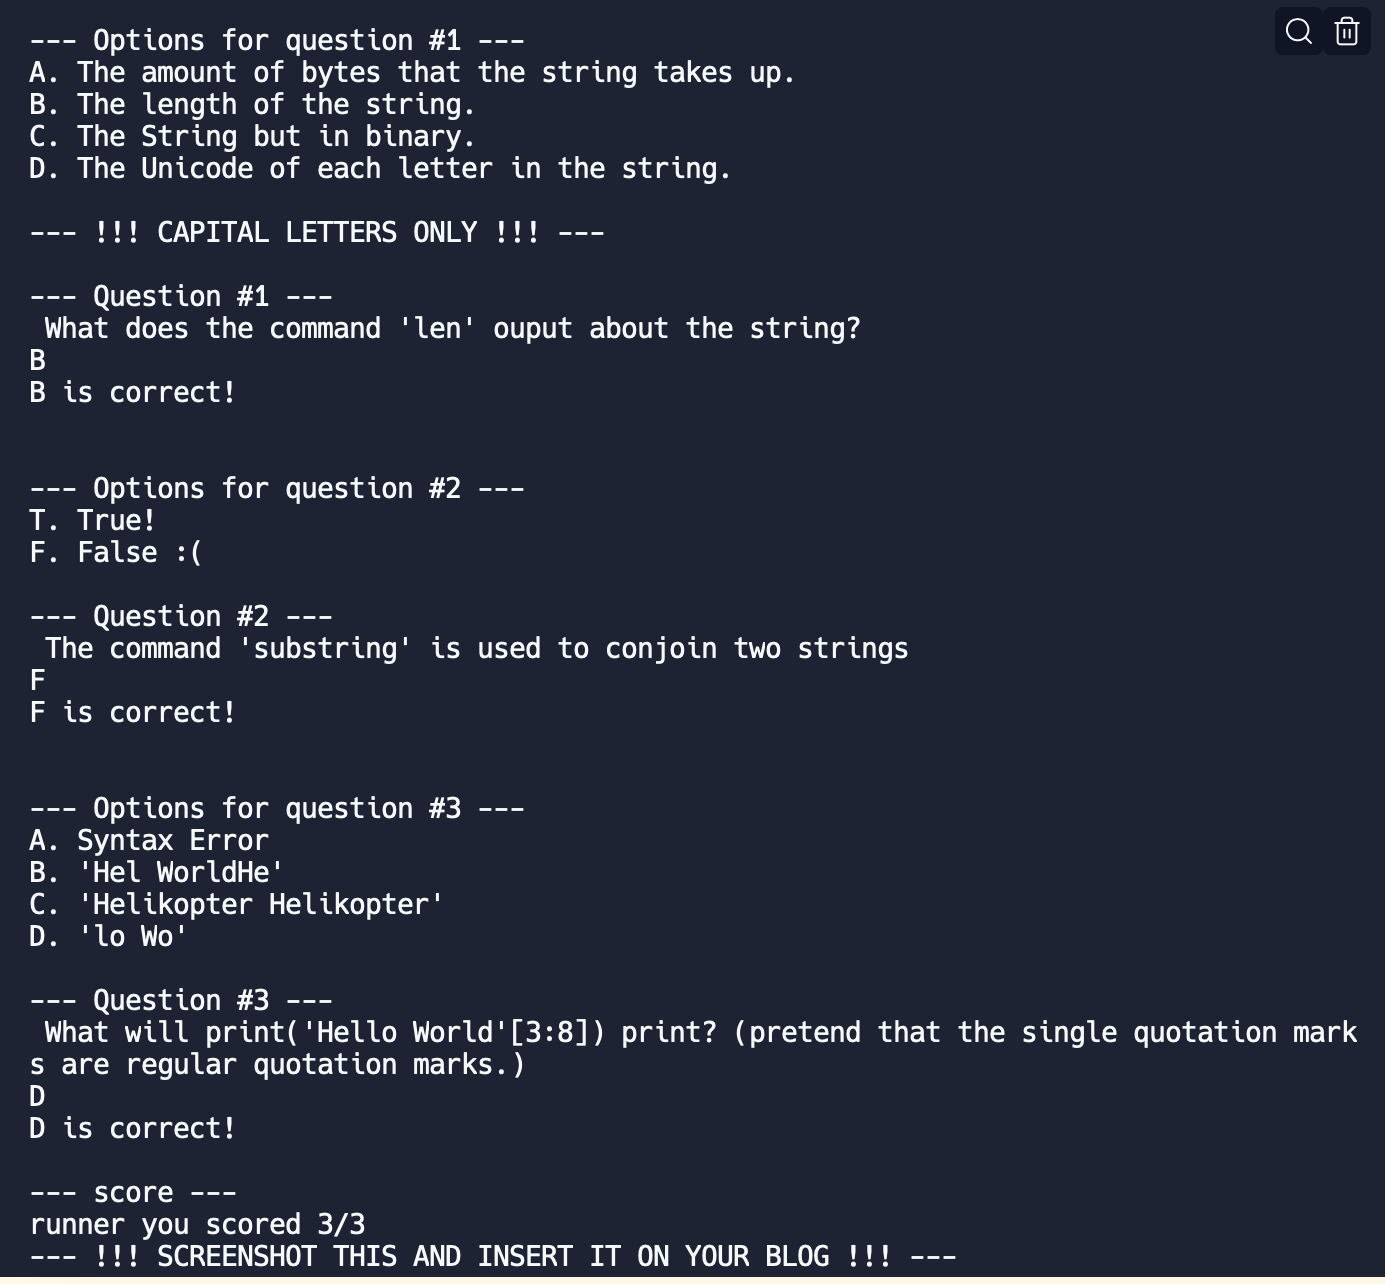 --- Options for question #1 ---
A. The amount of bytes that the string takes up.
B. The length of the string.
C. The String but in binary.
D. The Unicode of each letter in the string.
--- !!! CAPITAL LETTERS ONLY !!! ---
--- Question #1 ---
What does the command 'len' ouput about the string?
B
B is correct!
--- Options for question #2 ---
T. True!
F. False :(
--- Question #2 ---
The command 'substring' is used to conjoin two strings
F
F is correct!
--- Options for question #3 ---
A. Syntax Error
B. 'Hel WorldHe'
C. 'Helikopter Helikopter'
D. 'lo Wo'
--- Question #3 ---
What will print('Hello World'[3:8]) print? (pretend that the single quotation mark
s are regular quotation marks.)
D
D is correct!
--- score ---
runner you scored 3/3
--- !!! SCREENSHOT THIS AND INSERT IT ON YOUR BLOG !!! ---